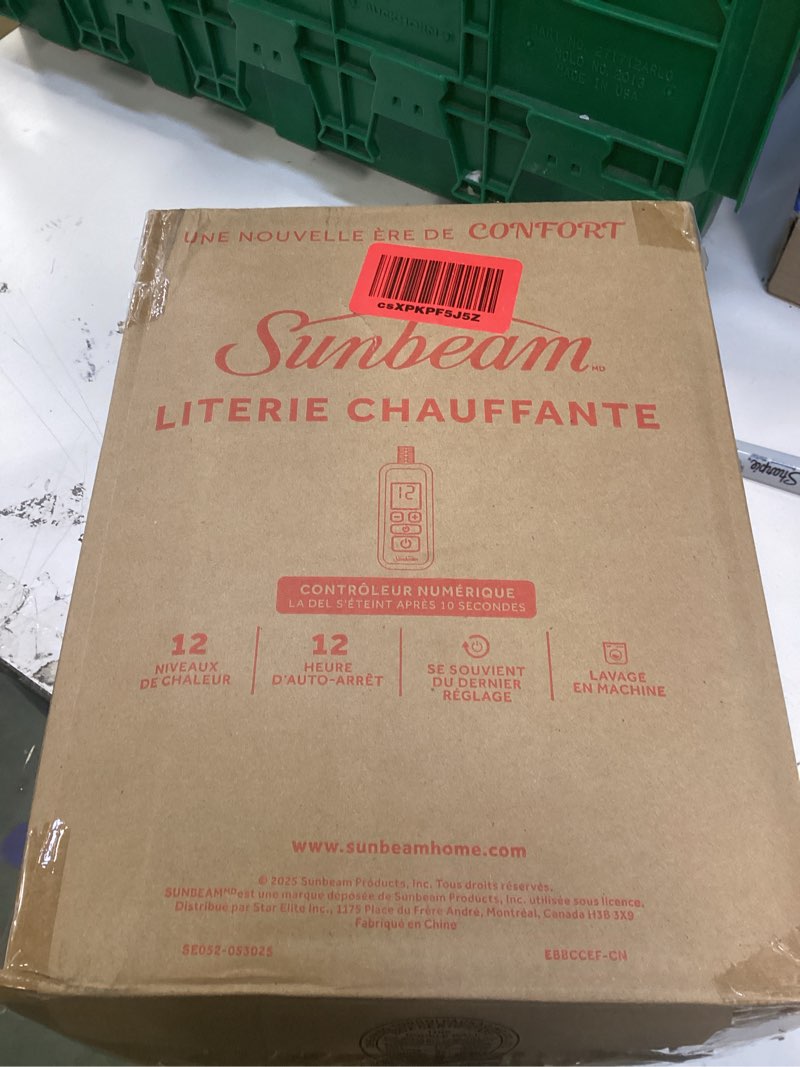 MADE IN USA
UNE NOUVELLE ÈRE DE CONFORT
csXPKPF5J5Z
Sunbeam MD
LITERIE CHAUFFANTE
12
CONTRÔLEUR NUMÉRIQUE
LA DEL S'ÉTEINT APRÈS 10 SECONDES
12
NIVEAUX
DE CHALEUR
12
HEURE
D'AUTO-ARRÊT
SE SOUVIENT
DU DERNIER
RÉGLAGE
LAVAGE
EN MACHINE
Sharpie
www.sunbeamhome.com
© 2025 Sunbeam Products, Inc. Tous droits réservés.
SUNBEAMMD est une marque déposée de Sunbeam Products, Inc. utilisée sous licence.
Distribué par Star Elite Inc., 1175 Place du Frère André, Montréal, Canada H3B 3X9
Fabriqué en Chine
SE052-053025
EBBCCEF-CN